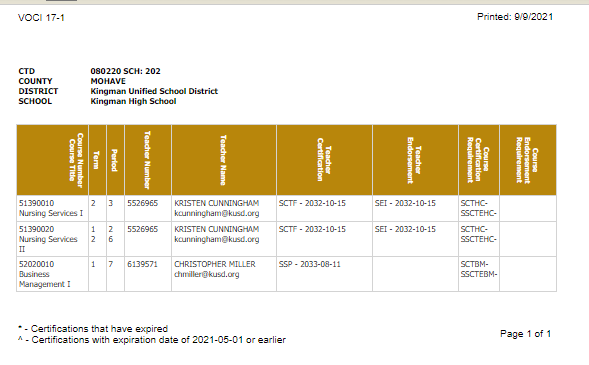 VOCI 17-1
Printed: 9/9/2021
CTD 080220 SCH: 202
COUNTY MOHAVE
DISTRICT Kingman Unified School District
SCHOOL Kingman High School
Course Number
Course Title
Term
Period
Teacher Number
Teacher Name
Teacher
Certification
Teacher
Endorsement
Course
Certification
Requirement
Course
Endorsement
Requirement
51390010 2 3 5526965 KRISTEN CUNNINGHAM SCTF - 2032-10-15 SEI - 2032-10-15 SCTHC-
Nursing Services I kcunningham@kusd.org SSCTEHC-
51390020 1 2 5526965 KRISTEN CUNNINGHAM SCTF - 2032-10-15 SEI - 2032-10-15 SCTHC-
Nursing Services 2 6 kcunningham@kusd.org SSCTEHC-
II
52020010 1 7 6139571 CHRISTOPHER MILLER SSP - 2033-08-11 SCTBM-
Business chmiller@kusd.org SSCTEBM-
Management I
* - Certifications that have expired
^ - Certifications with expiration date of 2021-05-01 or earlier
Page 1 of 1